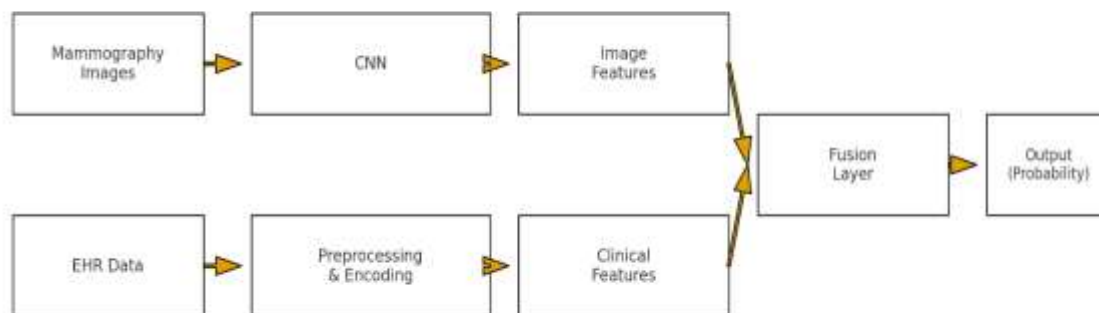 Mammography
Images
CNN
Image
Features
Fusion
Layer
Output
(Probability)
EHR Data
Preprocessing
& Encoding
Clinical
Features